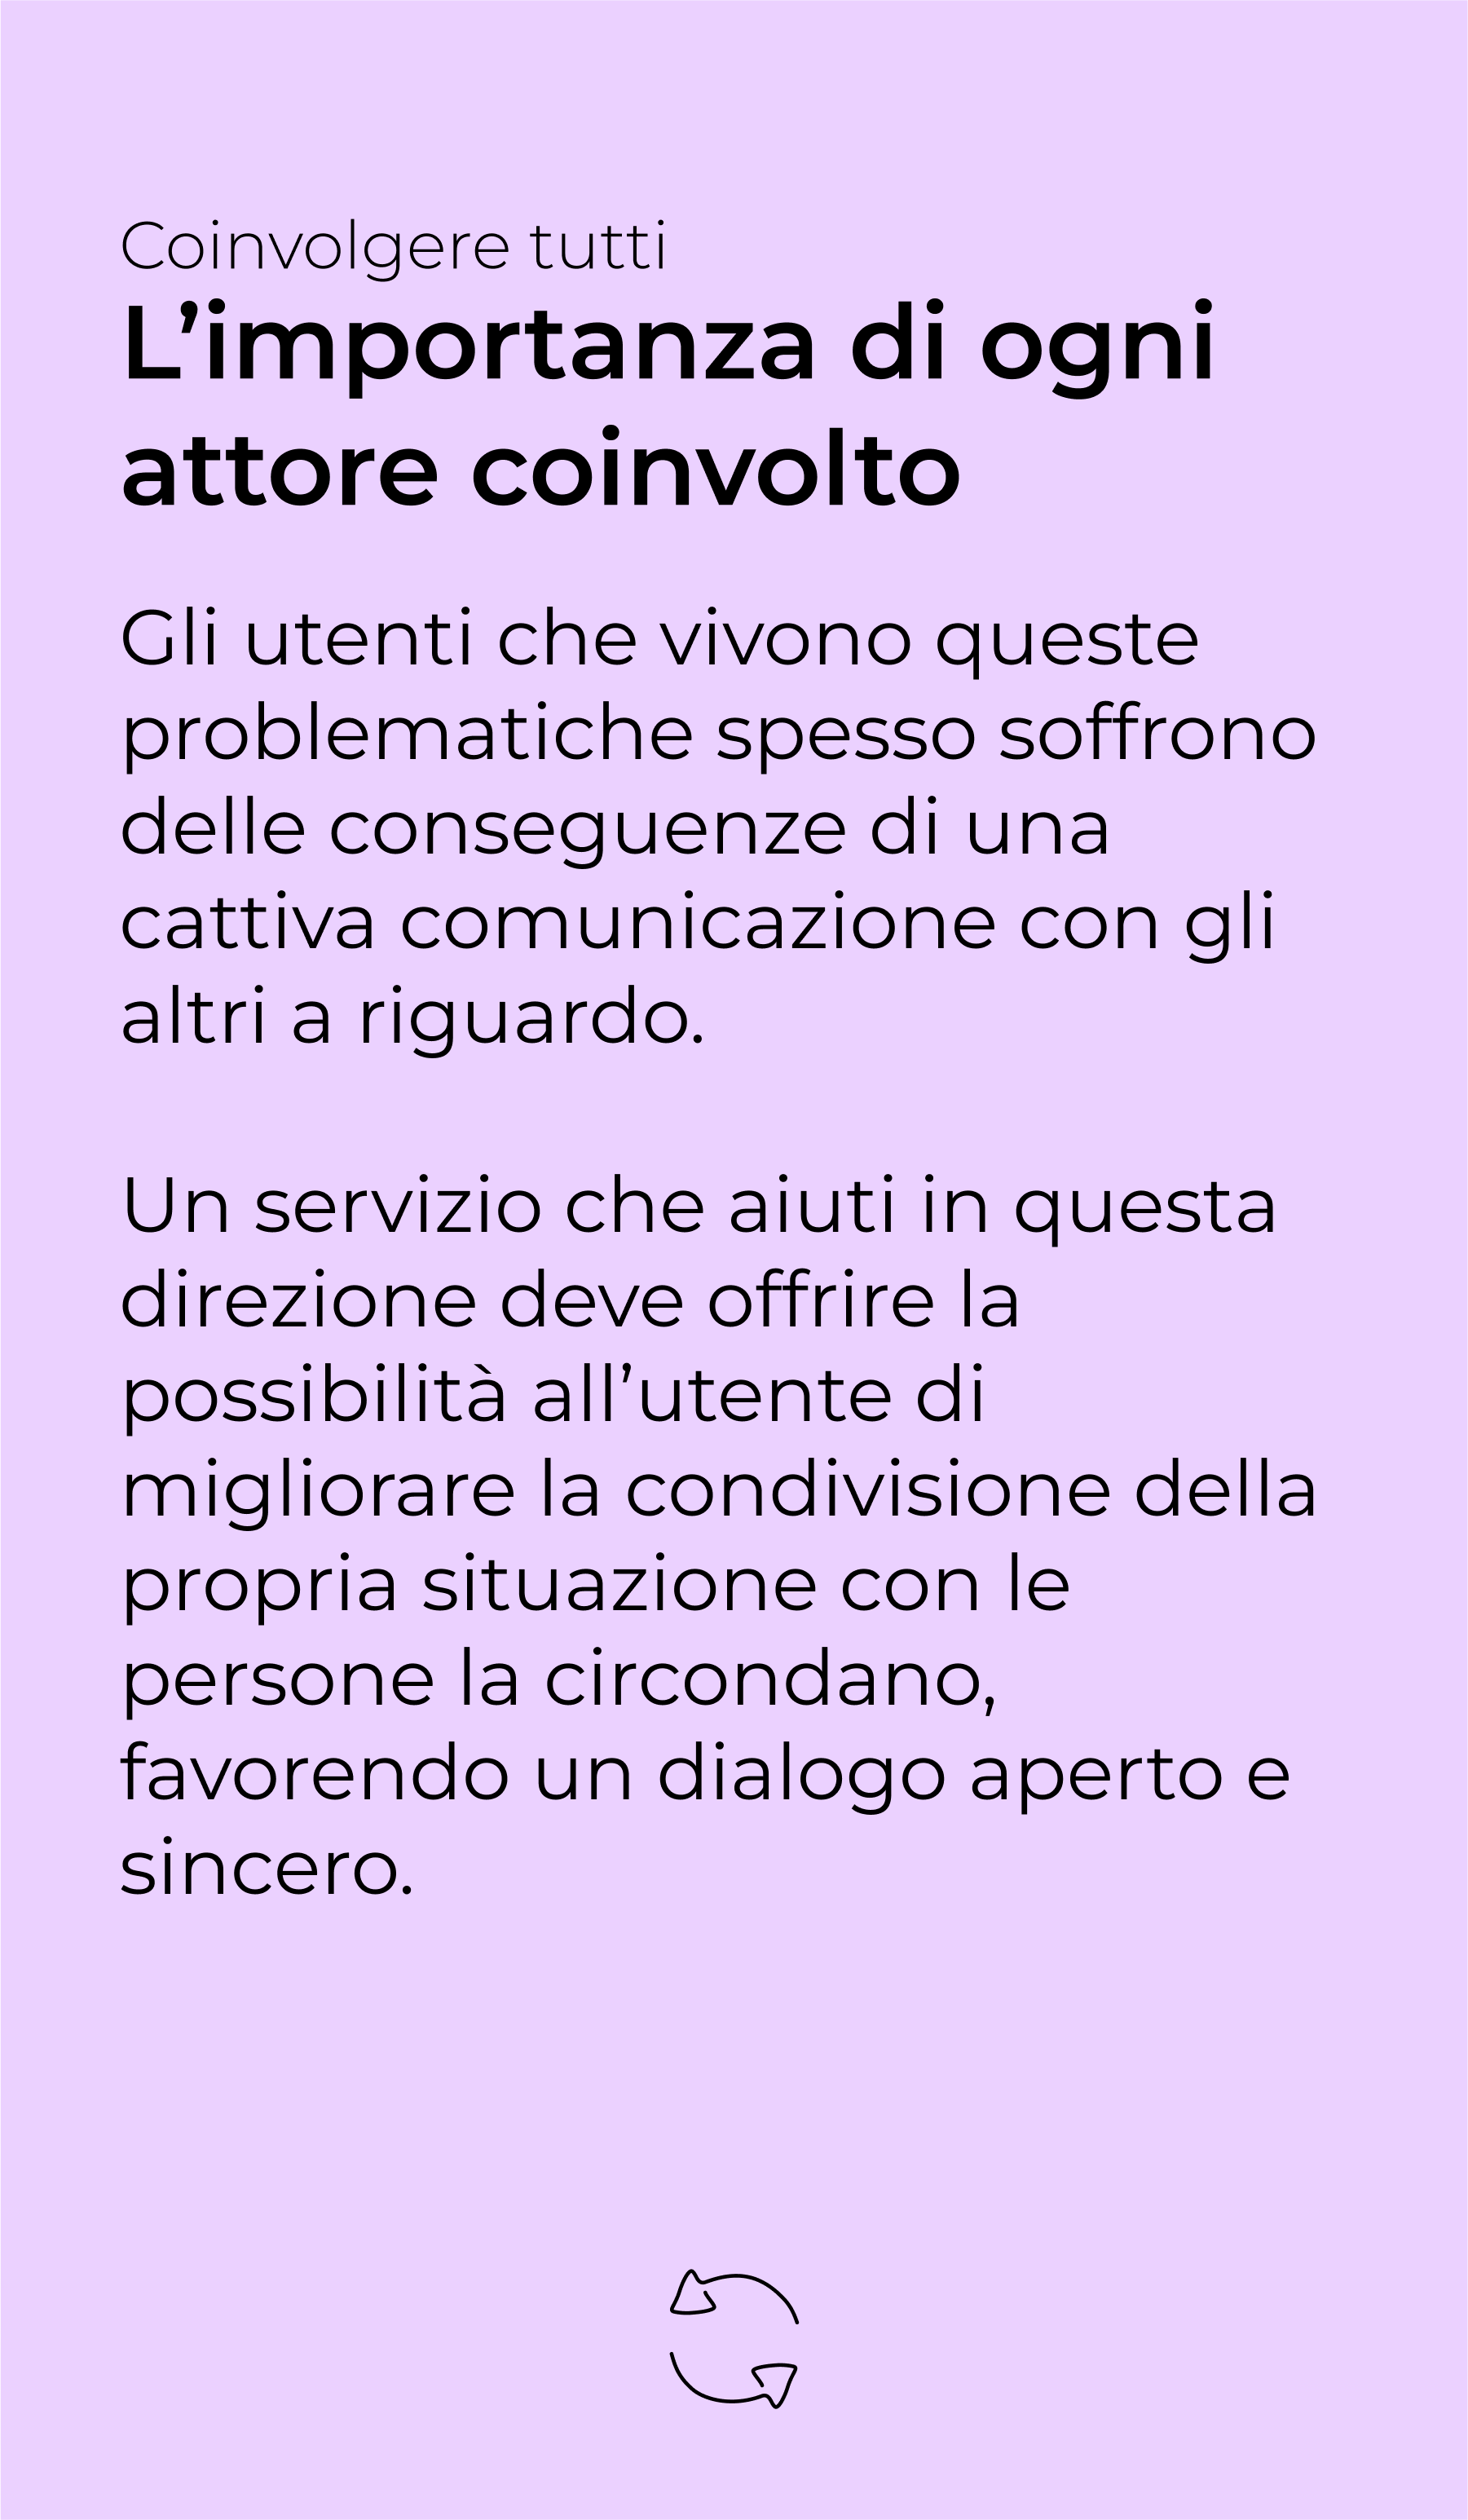 Coinvolgere tutti
L’importanza di ogni
attore coinvolto
Gli utenti che vivono queste
problematiche spesso soffrono
delle conseguenze di una
cattiva comunicazione con gli
altri a riguardo.
Un servizio che aiuti in questa
direzione deve offrire la
possibilità all’utente di
migliorare la condivisione della
propria situazione con le
persone la circondano,
favorendo un dialogo aperto e
sincero.